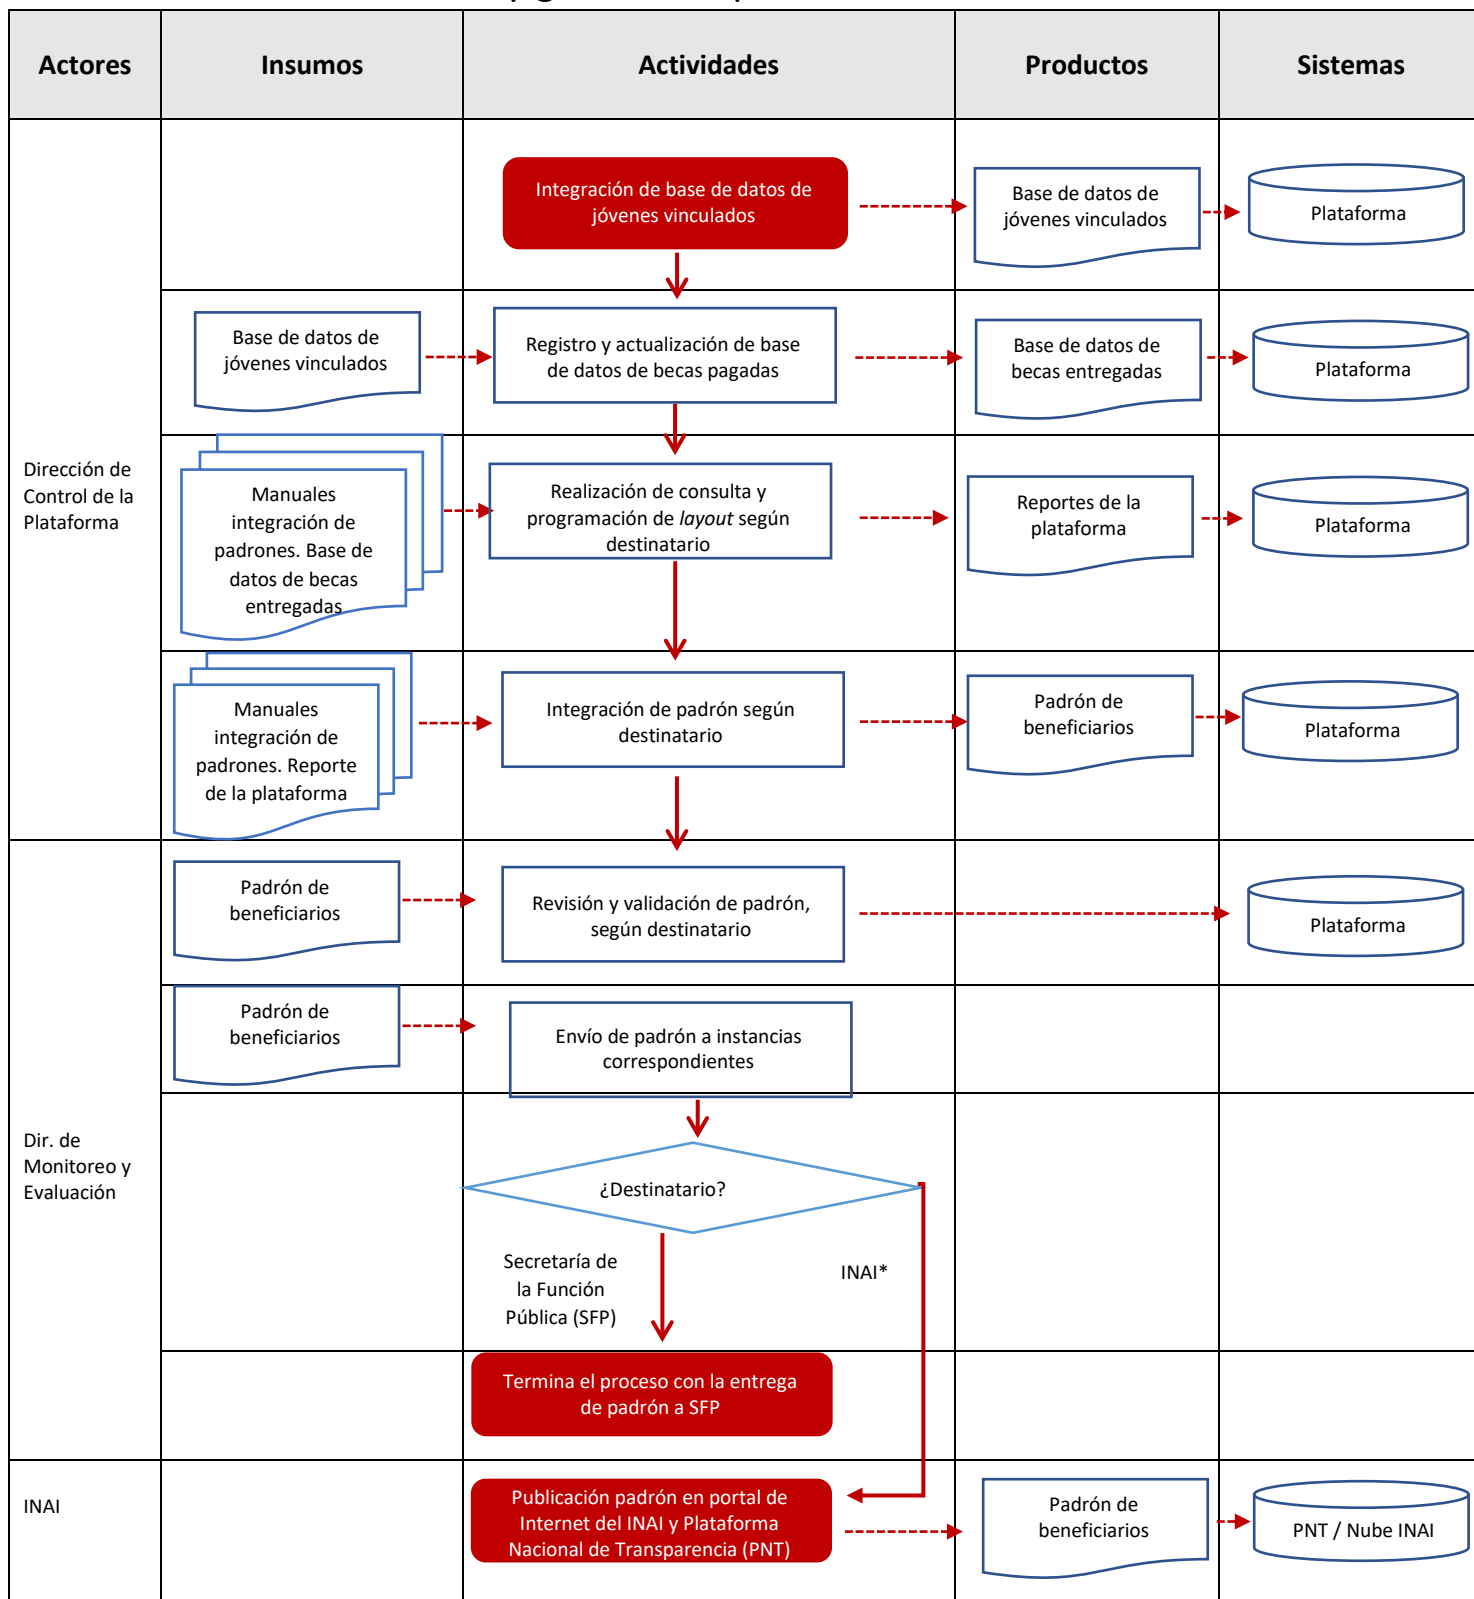 Actores
Insumos
Actividades
Productos
Sistemas
Dirección de
Control de la
Plataforma
Integración de base de datos de
jóvenes vinculados
Base de datos de
jóvenes vinculados
Plataforma
Base de datos de
jóvenes vinculados
Registro y actualización de base
de datos de becas pagadas
Base de datos de
becas entregadas
Plataforma
Manuales
integración de
padrones. Base de
datos de becas
entregadas
Realización de consulta y
programación de layout según
destinatario
Reportes de la
plataforma
Plataforma
Manuales
integración de
padrones. Reporte
de la plataforma
Integración de padrón según
destinatario
Padrón de
beneficiarios
Plataforma
Dir. de
Monitoreo y
Evaluación
Padrón de
beneficiarios
Revisión y validación de padrón,
según destinatario
Plataforma
Padrón de
beneficiarios
Envío de padrón a instancias
correspondientes
¿Destinatario?
Secretaría de
la Función
Pública (SFP)
INAI*
Termina el proceso con la entrega
de padrón a SFP
INAI
Publicación padrón en portal de
Internet del INAI y Plataforma
Nacional de Transparencia (PNT)
Padrón de
beneficiarios
PNT / Nube INAI